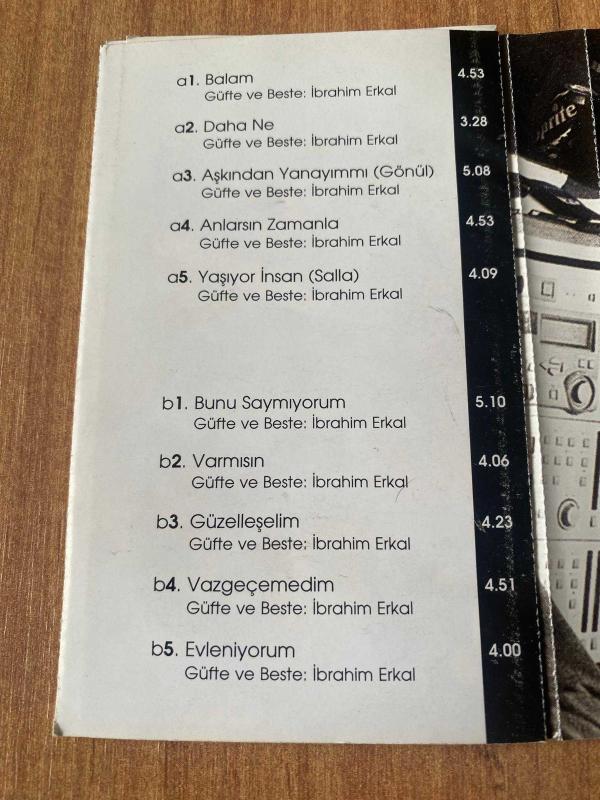 a1. Balam 4.53
Güfte ve Beste: İbrahim Erkal
a2. Daha Ne 3.28
Güfte ve Beste: İbrahim Erkal
a3. Aşkından Yanayımmı (Gönül) 5.08
Güfte ve Beste: İbrahim Erkal
a4. Anlarsın Zamanla 4.53
Güfte ve Beste: İbrahim Erkal
a5. Yaşıyor İnsan (Salla) 4.09
Güfte ve Beste: İbrahim Erkal
b1. Bunu Saymıyorum 5.10
Güfte ve Beste: İbrahim Erkal
b2. Varmısın 4.06
Güfte ve Beste: İbrahim Erkal
b3. Güzelleşelim 4.23
Güfte ve Beste: İbrahim Erkal
b4. Vazgeçemedim 4.51
Güfte ve Beste: İbrahim Erkal
b5. Evleniyorum 4.00
Güfte ve Beste: İbrahim Erkal
Sprite